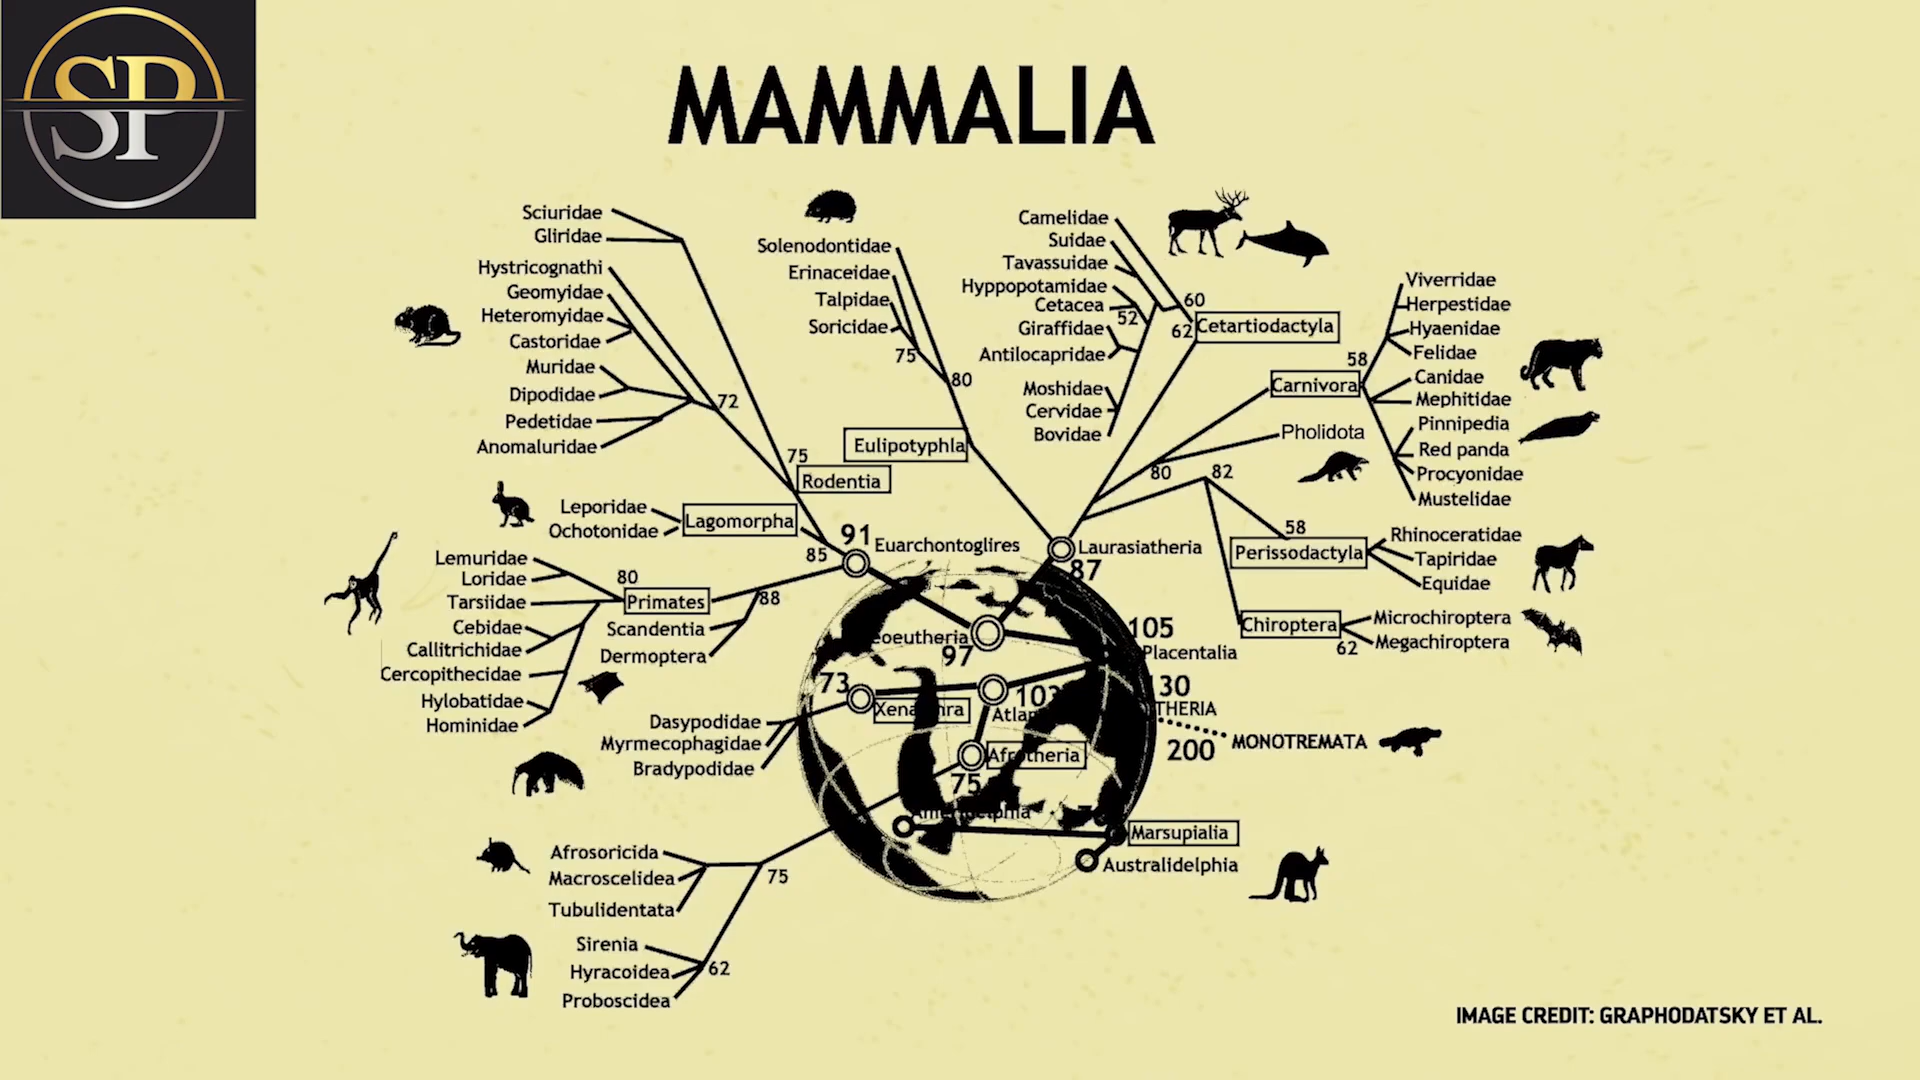 SP
MAMMALIA
Sciuridae
Gliridae
Hystricognathi
Geomyidae
Heteromyidae
Castoridae
Muridae
Dipodidae
Pedetidae
Anomaluridae
72
75
Rodentia
Solenodontidae
Erinaceidae
Talpidae
Soricidae
75
80
Eulipotyphla
Camelidae
Suidae
Tavassuidae
Hyppopotamidae
Cetacea
52
Giraffidae
Antilocapridae
Moshidae
Cervidae
Bovidae
60
62
Cetartiodactyla
Viverridae
Herpestidae
Hyaenidae
Felidae
58
Carnivora
Canidae
Mephitidae
Pinnipedia
Red panda
Procyonidae
Mustelidae
Pholidota
80
82
58
Perissodactyla
Rhinoceratidae
Tapiridae
Equidae
Chiroptera
Microchiroptera
Megachiroptera
62
Leporidae
Ochotonidae
Lagomorpha
85
91
Euarchontoglires
Laurasiatheria
87
Lemuridae
Loridae
Tarsiidae
Cebidae
Callitrichidae
Cercopithecidae
Hylobatidae
Hominidae
80
Primates
88
Scandentia
Dermoptera
97
105
Placentalia
73
103
130
THERIA
200
MONOTREMATA
Dasypodidae
Myrmecophagidae
Bradypodidae
Afrotheria
75
Marsupialia
Australidelphia
Afrosoricida
Macroscelidea
Tubulidentata
75
Sirenia
Hyracoidea
Proboscidea
62
IMAGE CREDIT: GRAPHODATSKY ET AL.